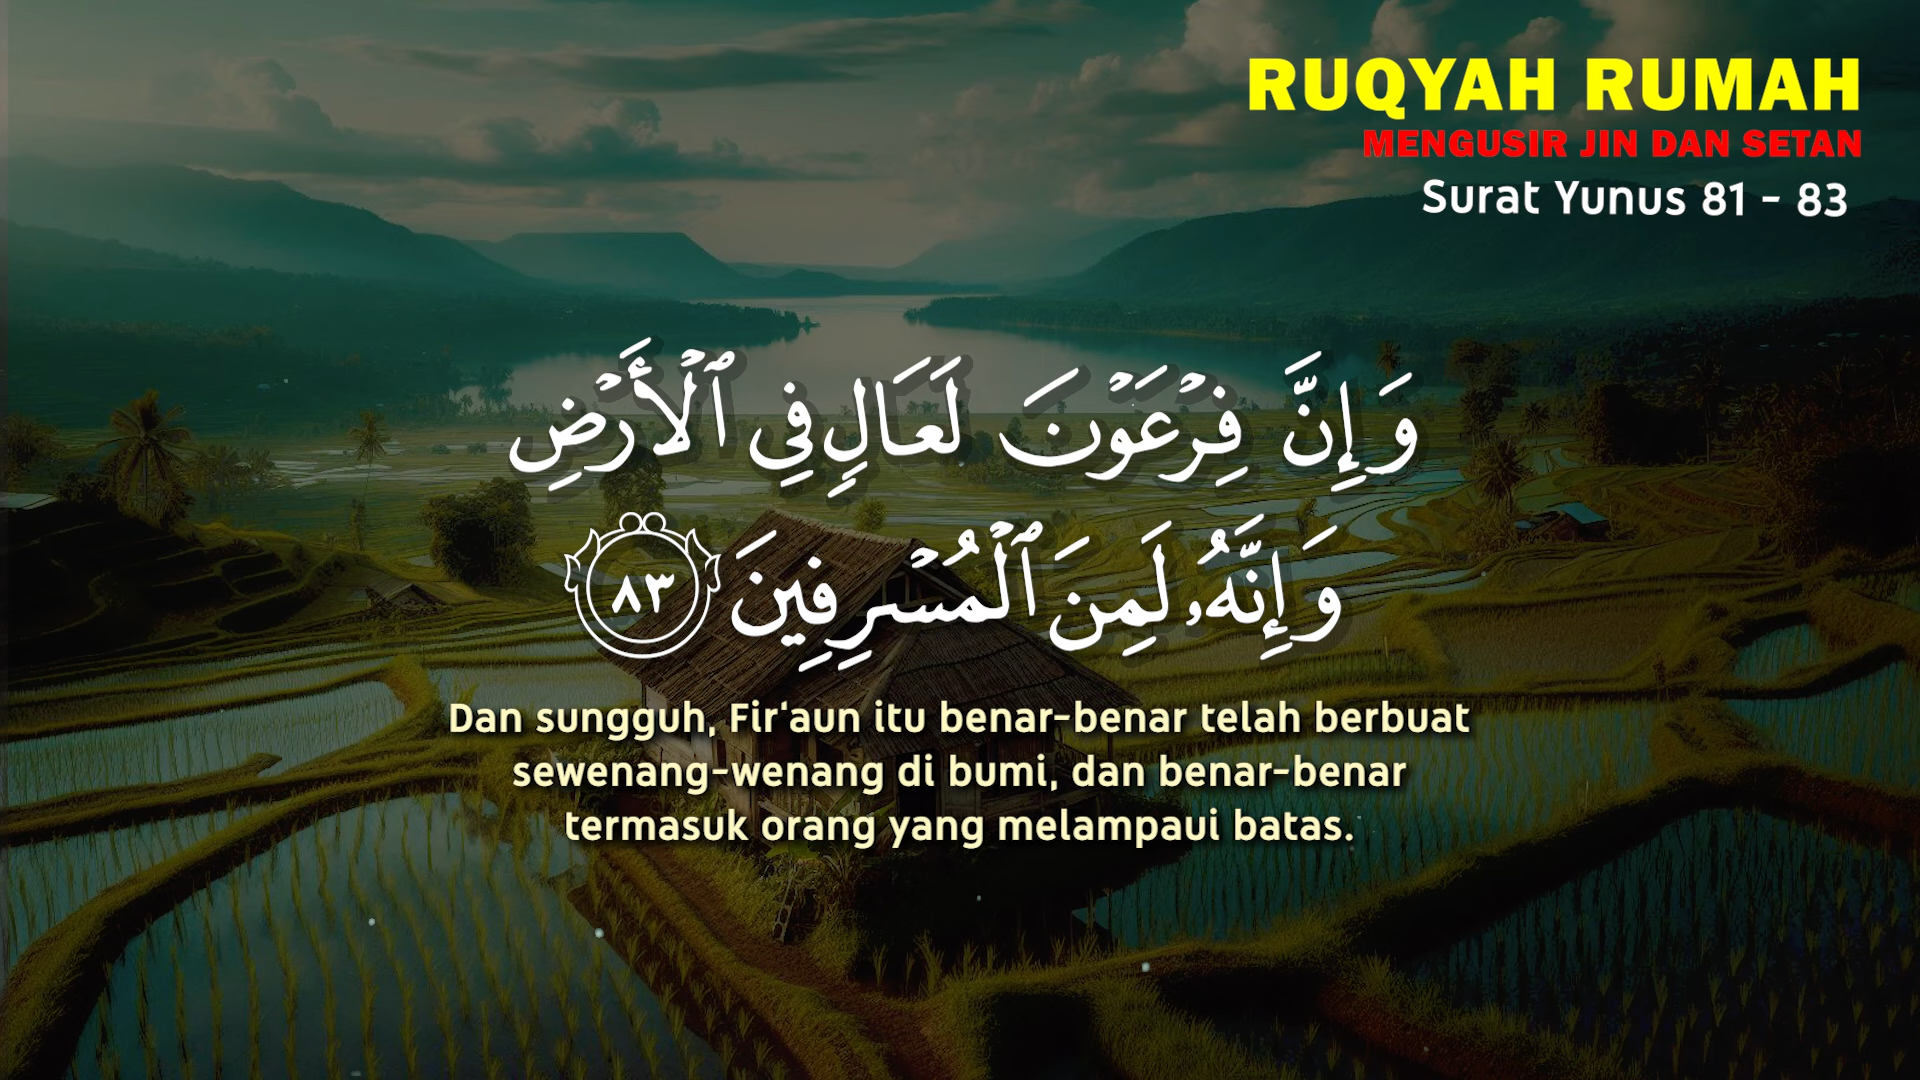 RUQYAH RUMAH
MENGUSIR JIN DAN SETAN
Surat Yunus 81 - 83
وَإِنَّ فِرْعَوْنَ لَعَالٍ فِي ٱلْأَرْضِ
وَإِنَّهُۥ لَمِنَ ٱلْمُسْرِفِينَ ٨٣
Dan sungguh, Fir‘aun itu benar-benar telah berbuat
sewenang-wenang di bumi, dan benar-benar
termasuk orang yang melampaui batas.